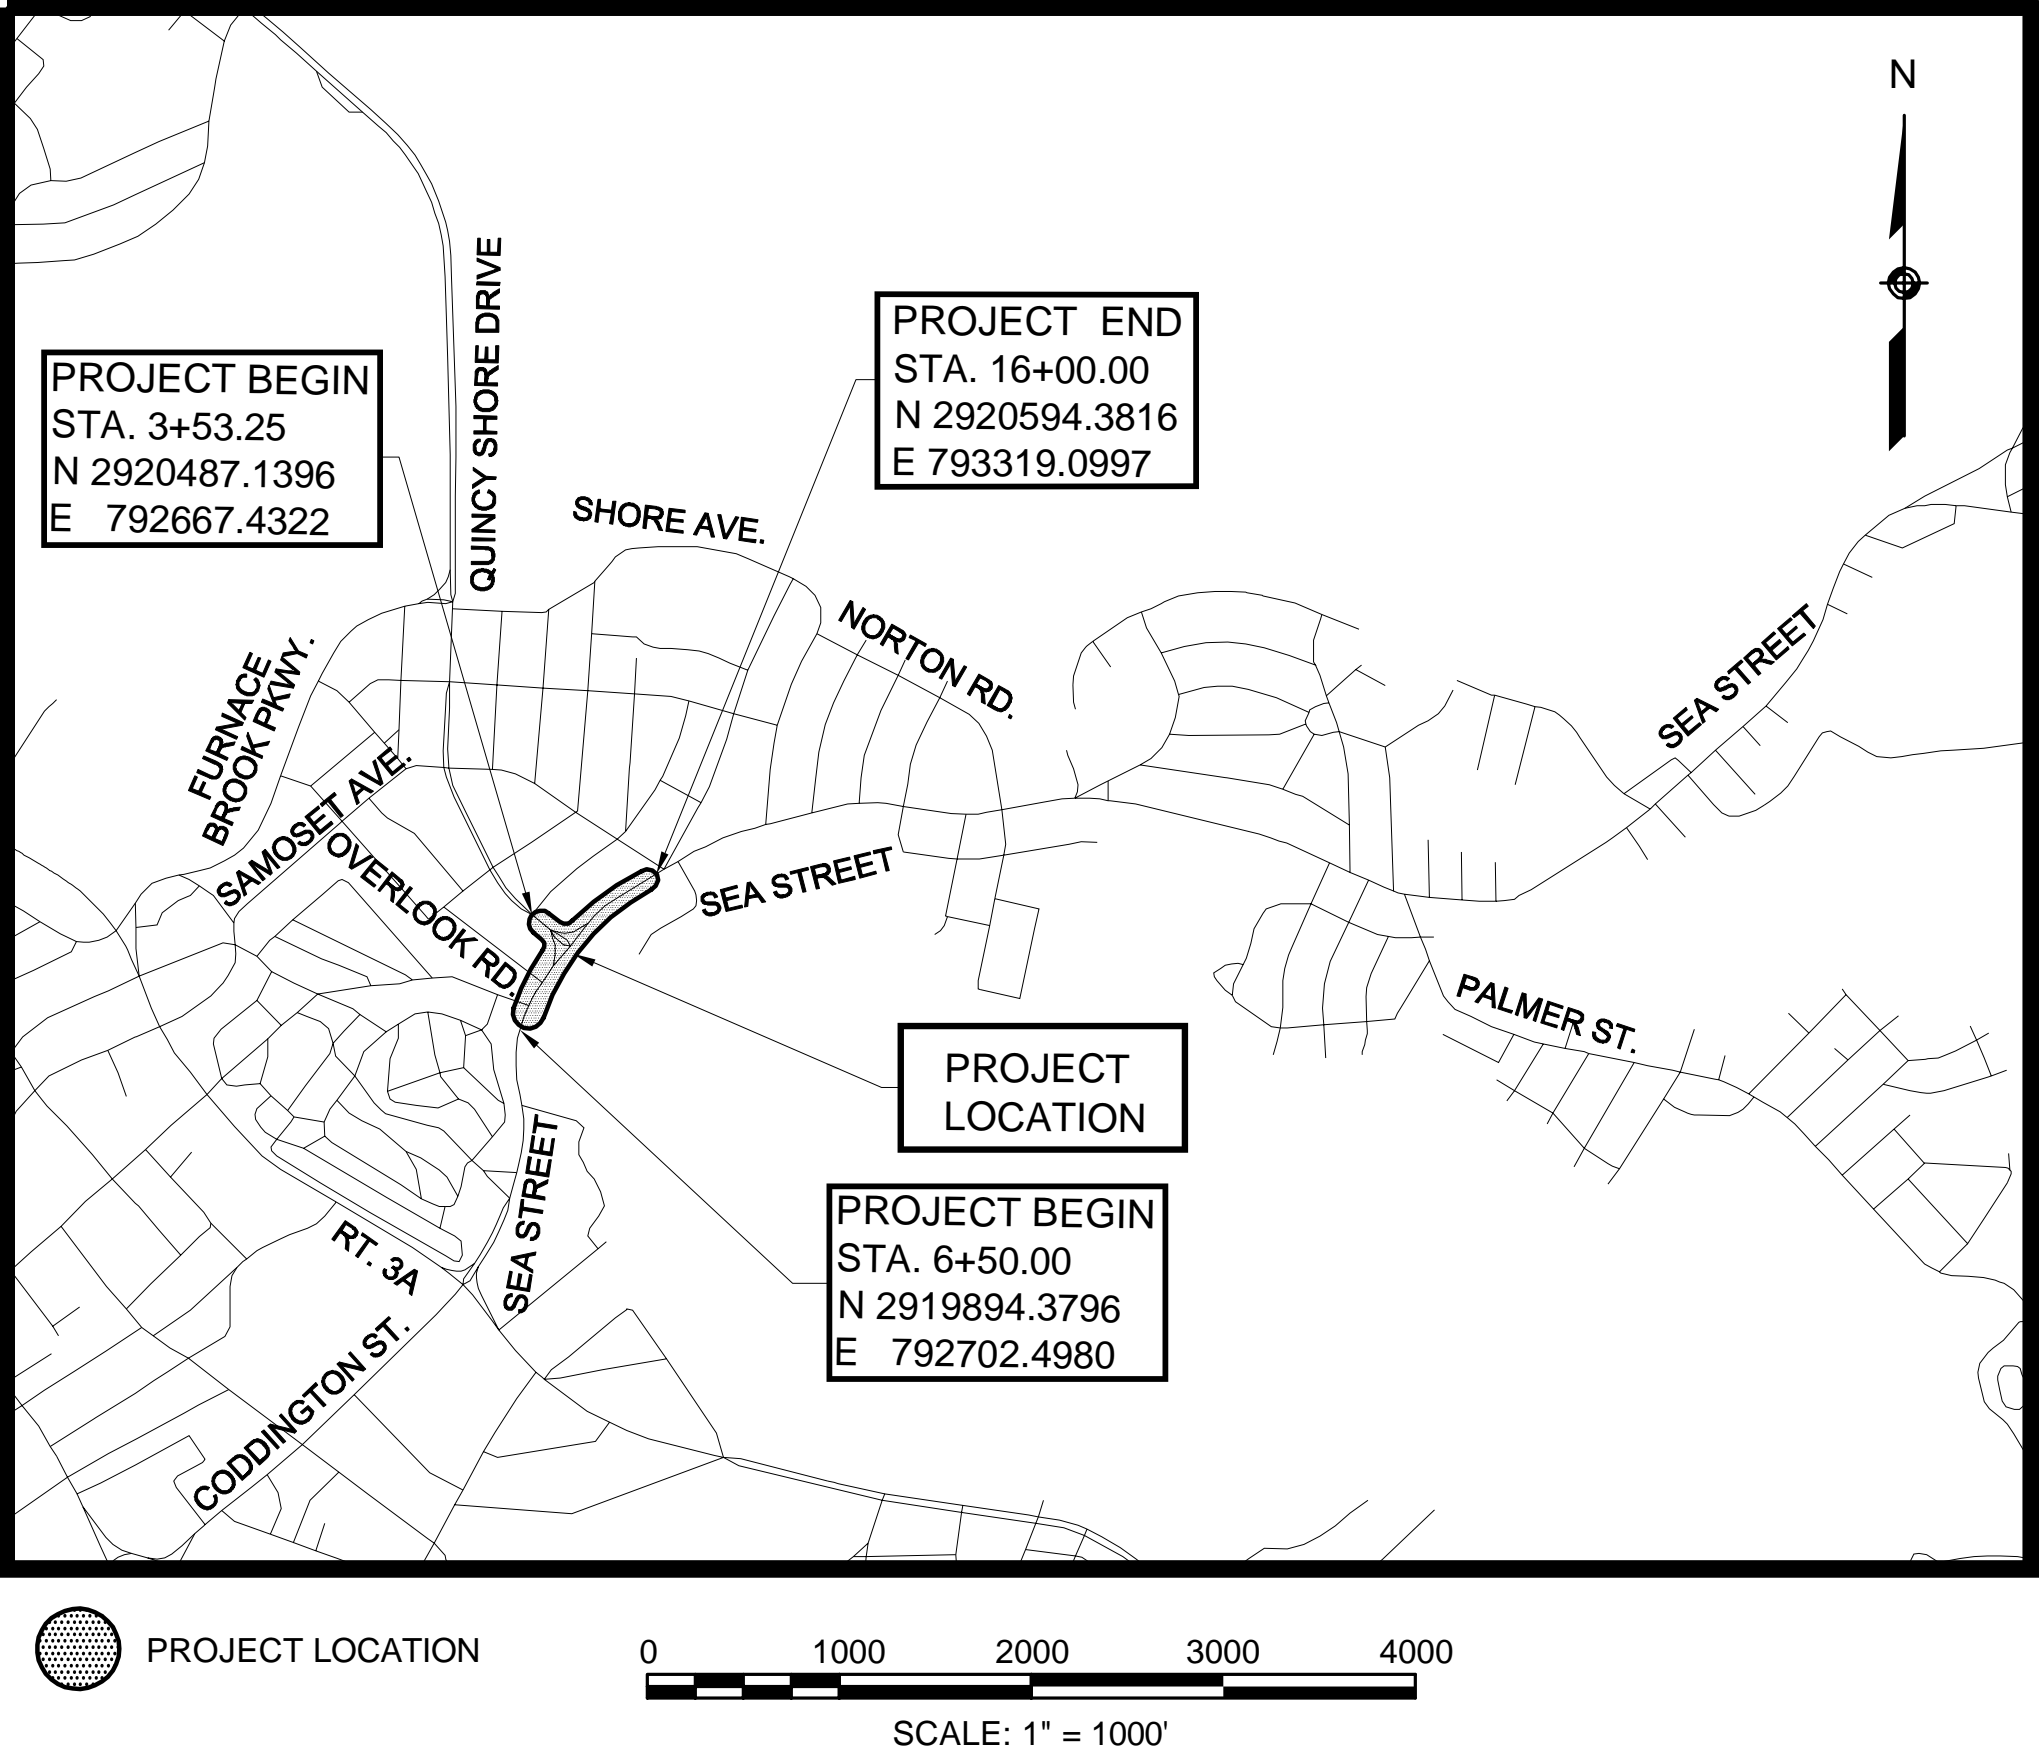 N
QUINCY SHORE DRIVE
PROJECT END
STA. 16+00.00
N 2920594.3816
E 793319.0997
PROJECT BEGIN
STA. 3+53.25
N 2920487.1396
E 792667.4322
SHORE AVE.
NORTON RD.
SEA STREET
FURNACE
BROOK PKWY.
SAMOSET AVE.
OVERLOOK RD.
SEA STREET
PALMER ST.
PROJECT
LOCATION
SEA STREET
PROJECT BEGIN
STA. 6+50.00
N 2919894.3796
E 792702.4980
RT. 3A
CODDINGTON ST.
PROJECT LOCATION
0 1000 2000 3000 4000
SCALE: 1" = 1000'